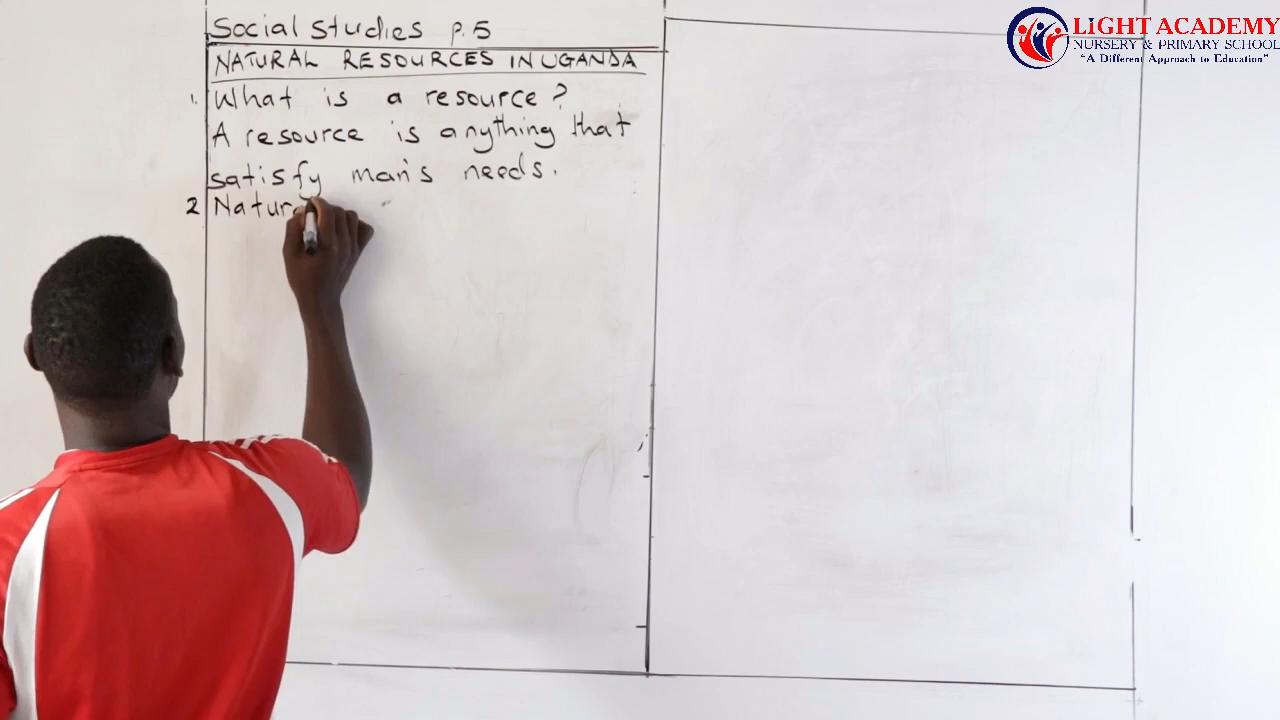 Social Studies p.5
NATURAL RESOURCES IN UGANDA
1. What is a resource?
A resource is anything that
satisfy man's needs.
2
LIGHT ACADEMY
NURSERY & PRIMARY SCHOOL
"A Different Approach to Education"